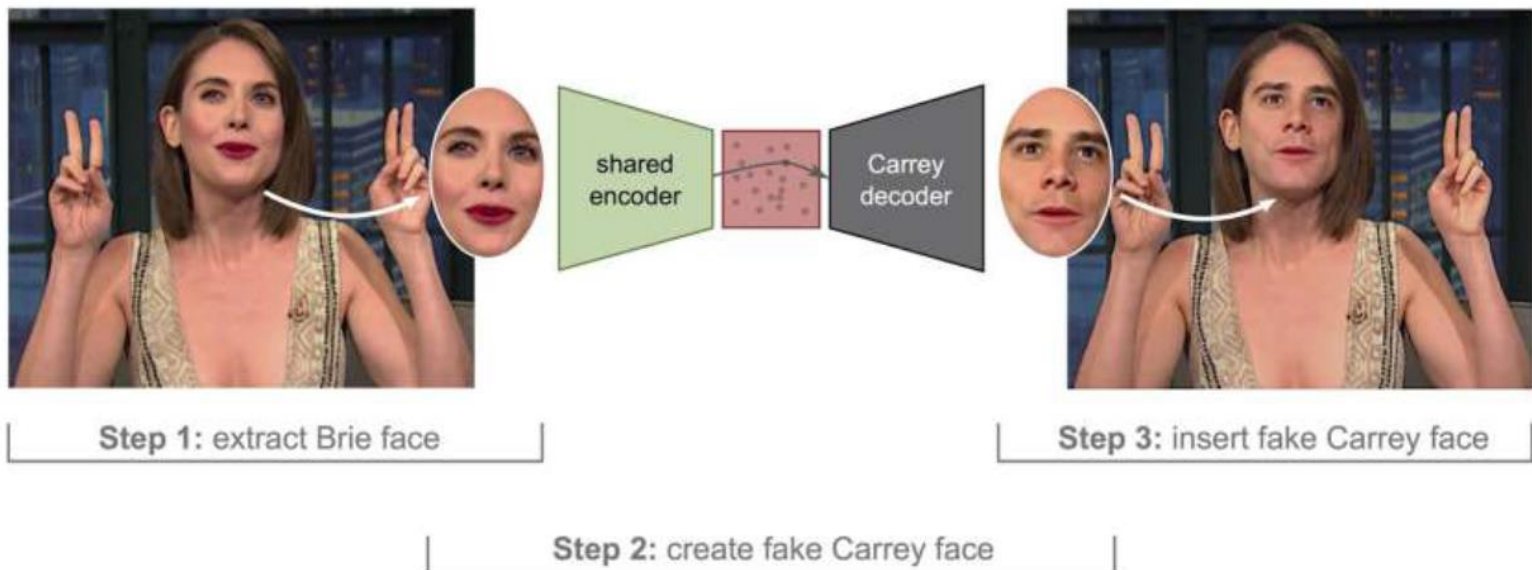 shared
encoder
Carrey
decoder
Step 1: extract Brie face
Step 3: insert fake Carrey face
Step 2: create fake Carrey face